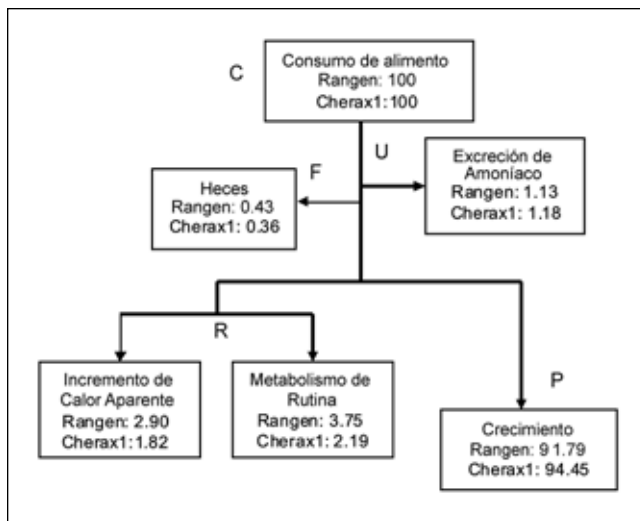 Consumo de alimento
Rangen: 100
Cherax1: 100
C
U
Excreción de
Amoníaco
Rangen: 1.13
Cherax1: 1.18
F
Heces
Rangen: 0.43
Cherax1: 0.36
R
Incremento de
Calor Aparente
Rangen: 2.90
Cherax1:1.82
Metabolismo de
Rutina
Rangen: 3.75
Cherax1: 2.19
P
Crecimiento
Rangen: 91.79
Cherax1: 94.45